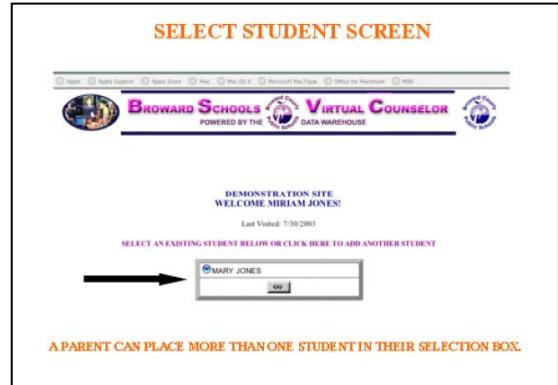 SELECT STUDENT SCREEN
Apple Apple Support Apple Store Mac Mac OS X Microsoft MacTopia Office for Macintosh MSN
BROWARD SCHOOLS VIRTUAL COUNSELOR
POWERED BY THE DATA WAREHOUSE
DEMONSTRATION SITE
WELCOME MIRIAM JONES!
Last Visited: 7/30/2003
SELECT AN EXISTING STUDENT BELOW OR CLICK HERE TO ADD ANOTHER STUDENT
MARY JONES
GO
A PARENT CAN PLACE MORE THAN ONE STUDENT IN THEIR SELECTION BOX.